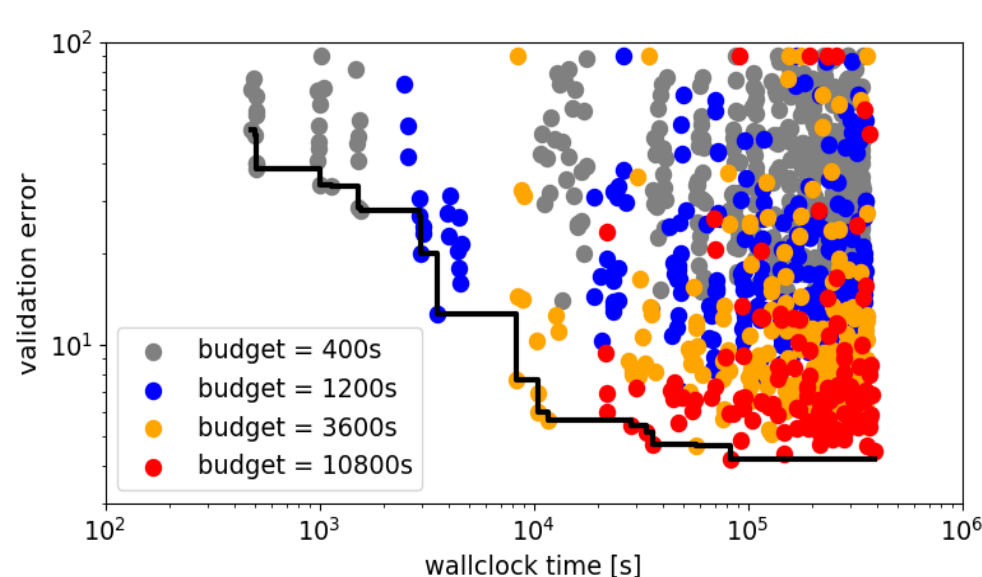 10²
10¹
validation error
budget = 400s
budget = 1200s
budget = 3600s
budget = 10800s
10² 10³ 10⁴ 10⁵ 10⁶
wallclock time [s]